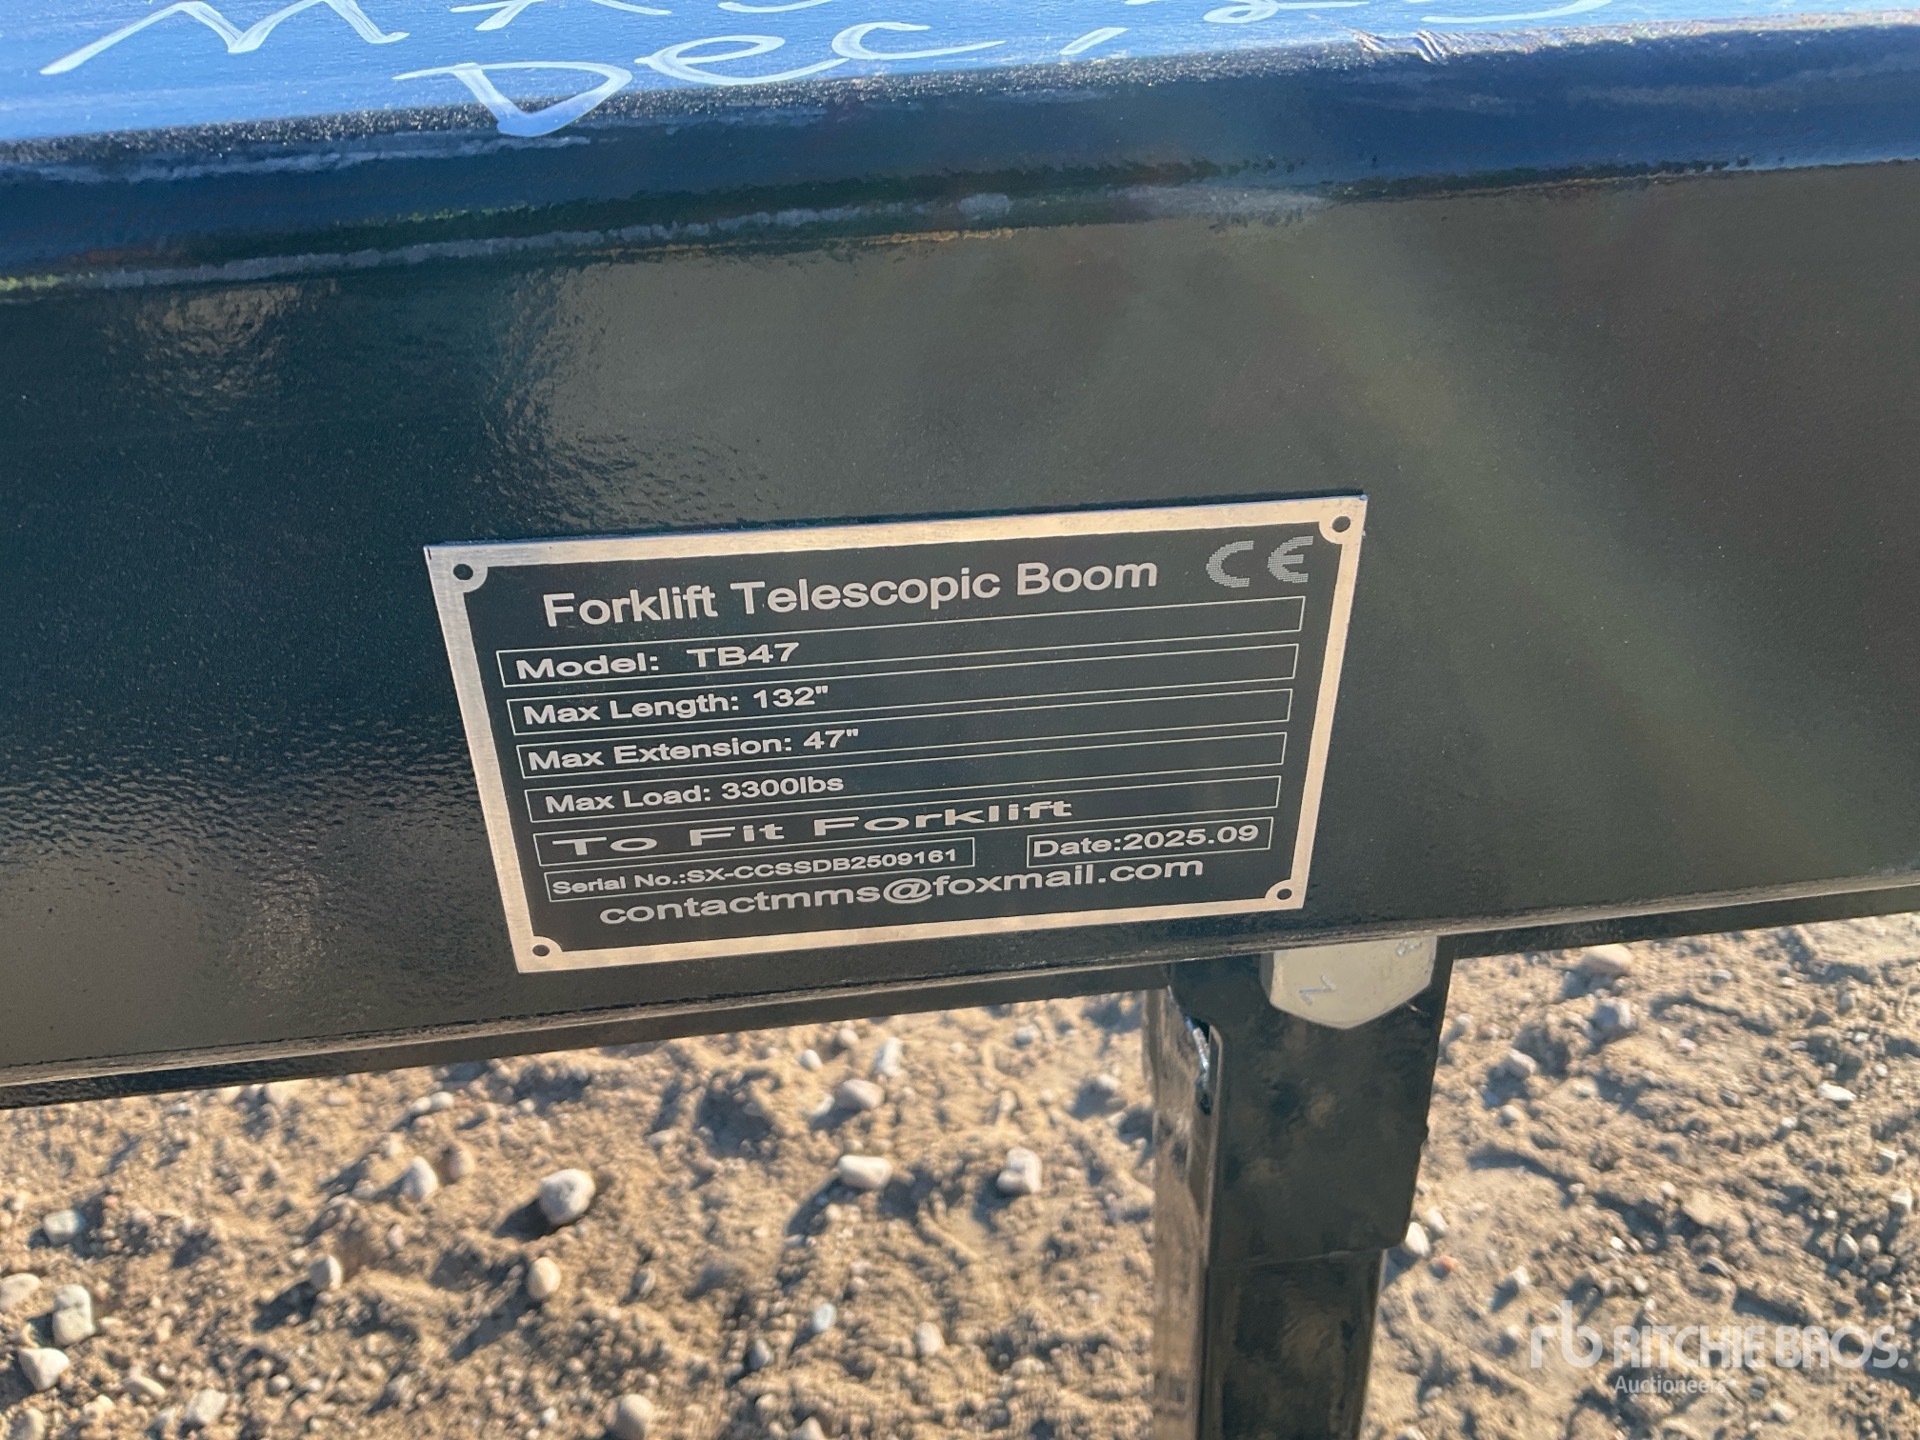 Dec
Forklift Telescopic Boom CE
Model: TB47
Max Length: 132"
Max Extension: 47"
Max Load: 3300lbs
To Fit Forklift
Serial No.:SX-CCSSDB2509161 Date:2025.09
contactmms@foxmail.com
rb RITCHIE BROS.
Auctioneers